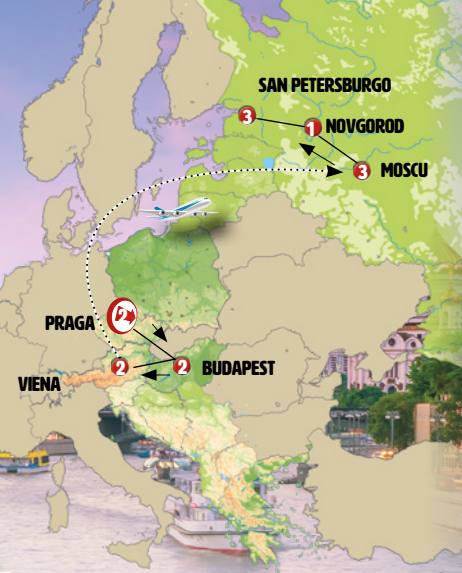 SAN PETERSBURGO
3
1 NOVGOROD
3 MOSCU
PRAGA 2
2 2 BUDAPEST
VIENA